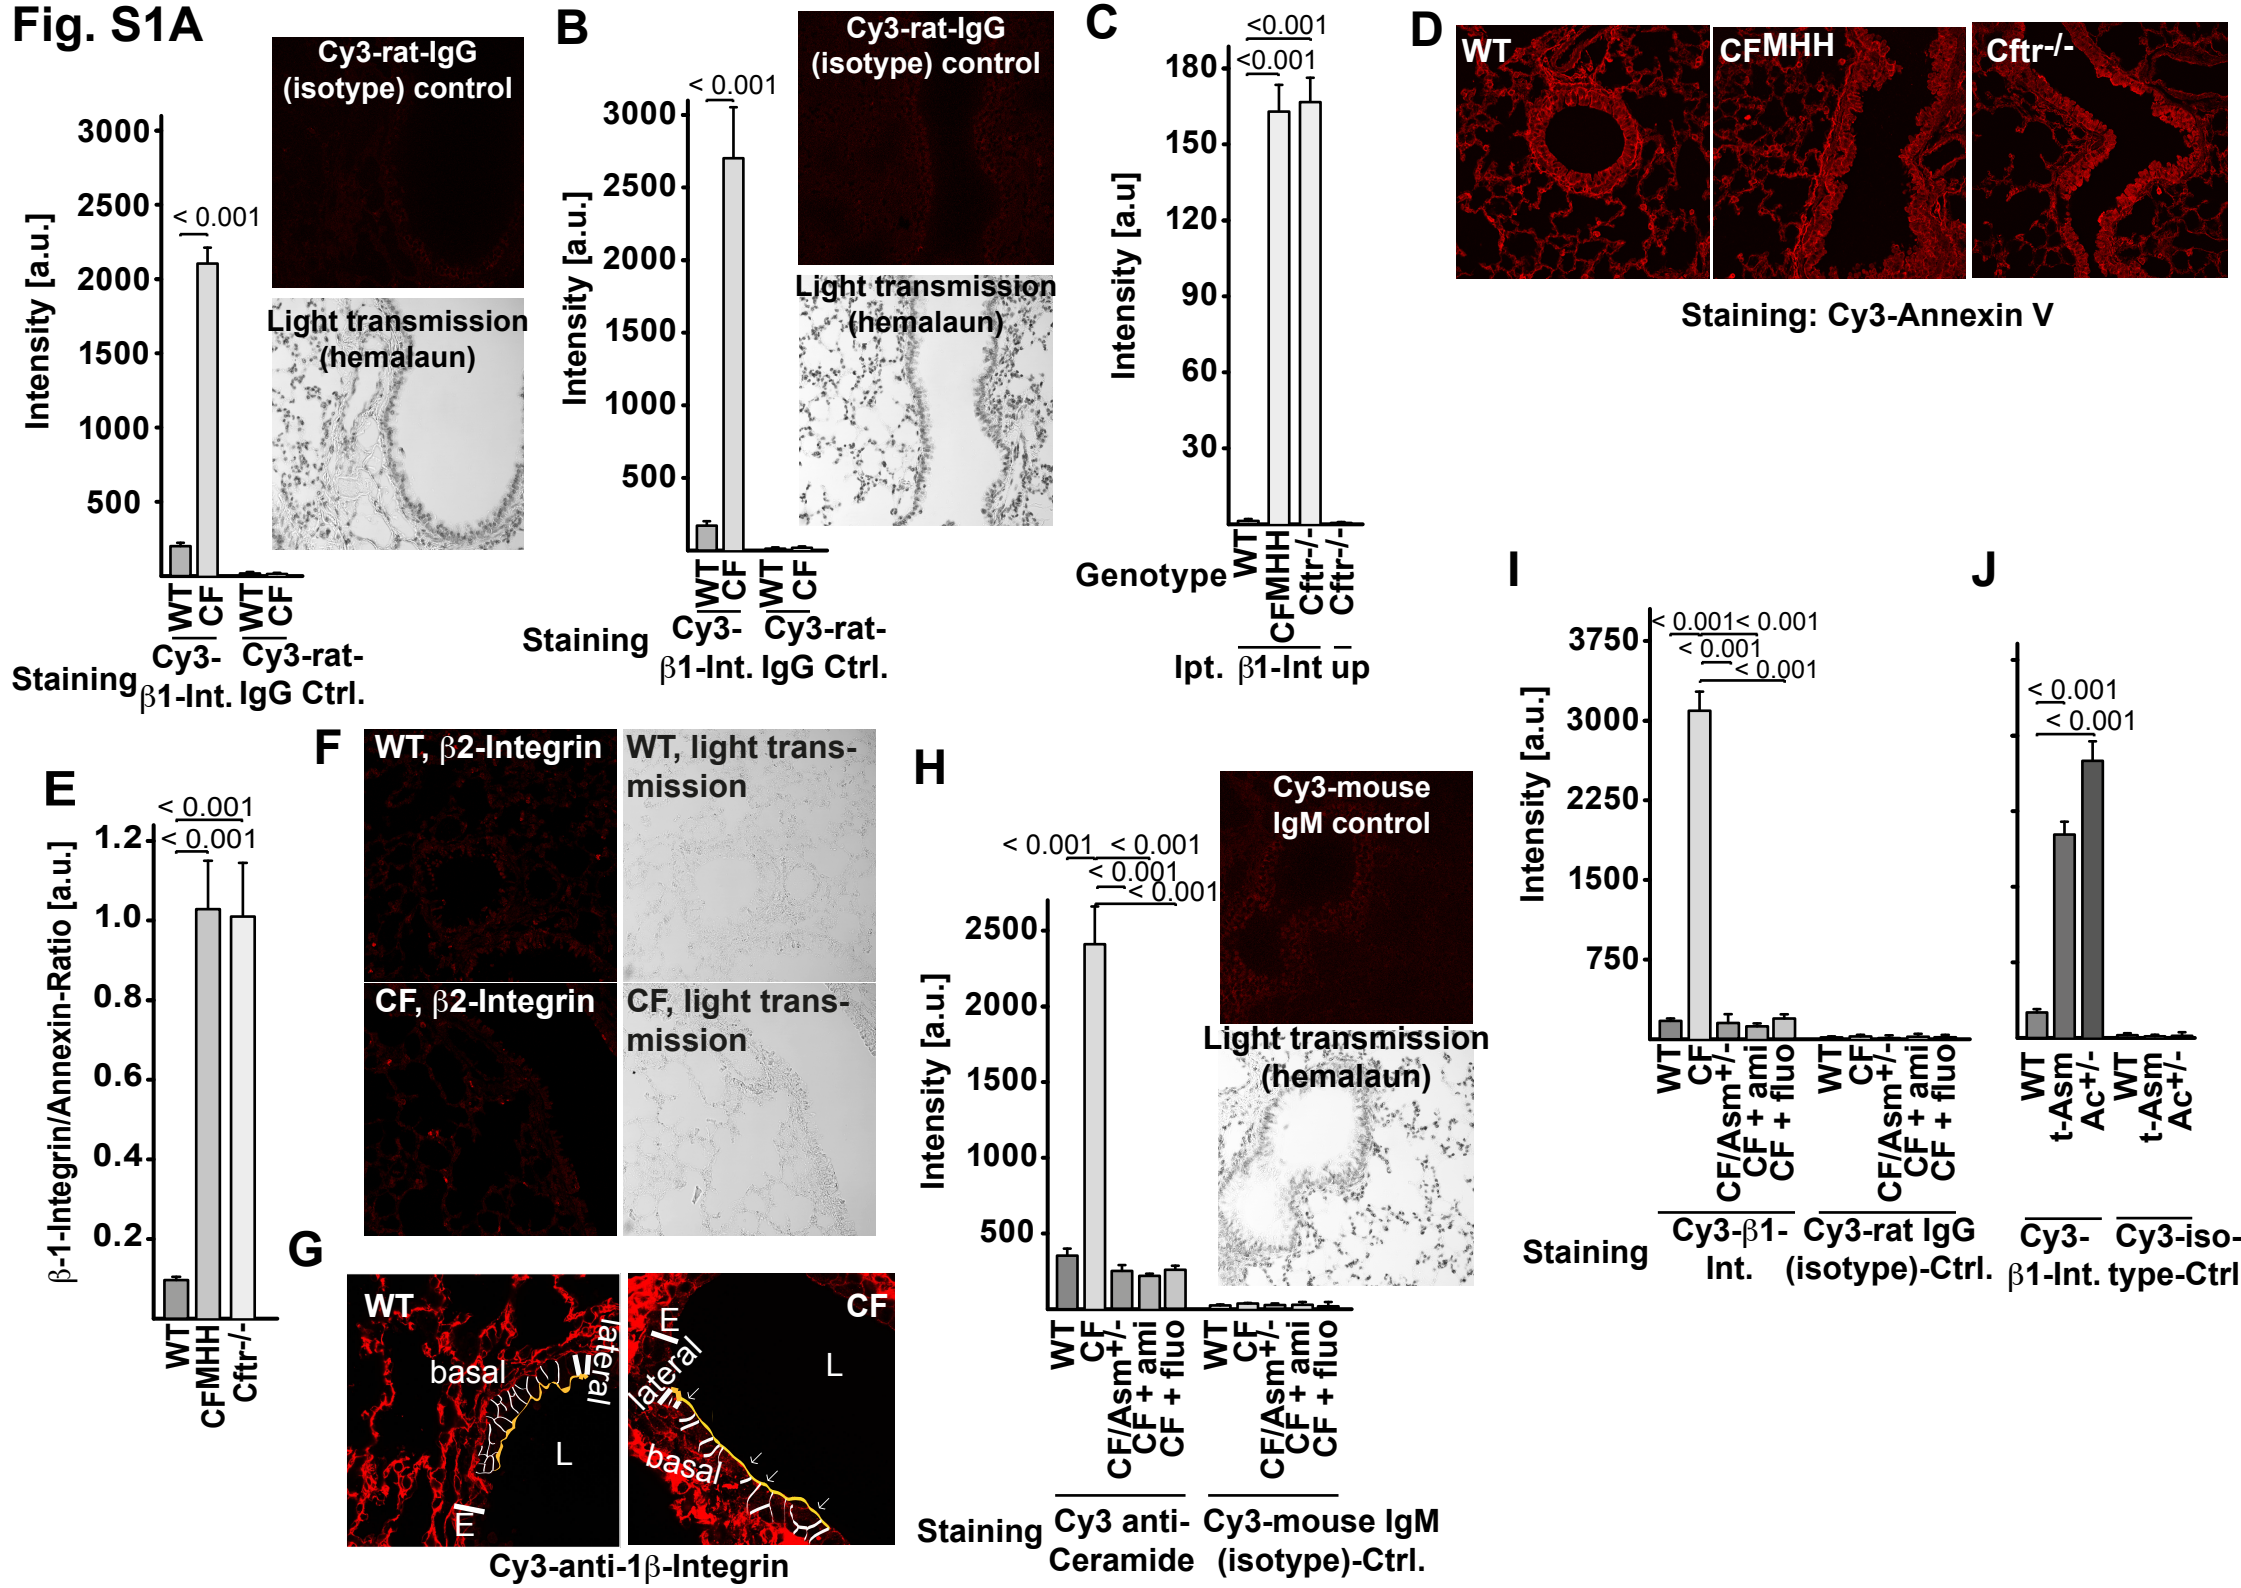 Fig. S1A
Cy3-rat-IgG
(isotype) control
Light transmission
(hemalaun)
Intensity [a.u.]
3000
2500
2000
1500
1000
500
< 0.001
WT
CF
WT
CF
Staining
Cy3-
β1-Int.
Cy3-rat-
IgG Ctrl.
B
Cy3-rat-IgG
(isotype) control
Light transmission
(hemalaun)
Intensity [a.u.]
3000
2500
2000
1500
1000
500
< 0.001
WT
CF
WT
CF
Staining
Cy3-
β1-Int.
Cy3-rat-
IgG Ctrl.
C
<0.001
<0.001
Intensity [a.u]
180
150
120
90
60
30
Genotype
WT
CFMHH
Cftr-/-
Cftr-/-
Ipt.
β1-Int
up
D
WT
CFMHH
Cftr-/-
Staining: Cy3-Annexin V
E
< 0.001
< 0.001
β-1-Integrin/Annexin-Ratio [a.u.]
1.2
1.0
0.8
0.6
0.4
0.2
WT
CFMHH
Cftr-/-
F
WT, β2-Integrin
WT, light trans-
mission
CF, β2-Integrin
CF, light trans-
mission
G
WT
basal
lateral
L
E
CF
E
lateral
L
basal
Cy3-anti-1β-Integrin
H
Cy3-mouse
IgM control
Light transmission
(hemalaun)
< 0.001
< 0.001
< 0.001
< 0.001
Intensity [a.u.]
2500
2000
1500
1000
500
WT
CF
CF/Asm+/-
CF + ami
CF + fluo
WT
CF
CF/Asm+/-
CF + ami
CF + fluo
Staining
Cy3 anti-
Ceramide
Cy3-mouse IgM
(isotype)-Ctrl.
I
< 0.001
< 0.001
< 0.001
< 0.001
Intensity [a.u.]
3750
3000
2250
1500
750
WT
CF
CF/Asm+/-
CF + ami
CF + fluo
WT
CF
CF/Asm+/-
CF + ami
CF + fluo
Staining
Cy3-β1-
Int.
Cy3-rat IgG
(isotype)-Ctrl.
J
< 0.001
< 0.001
WT
t-Asm
Ac+/-
WT
t-Asm
Ac+/-
Cy3-
β1-Int.
Cy3-iso-
type-Ctrl